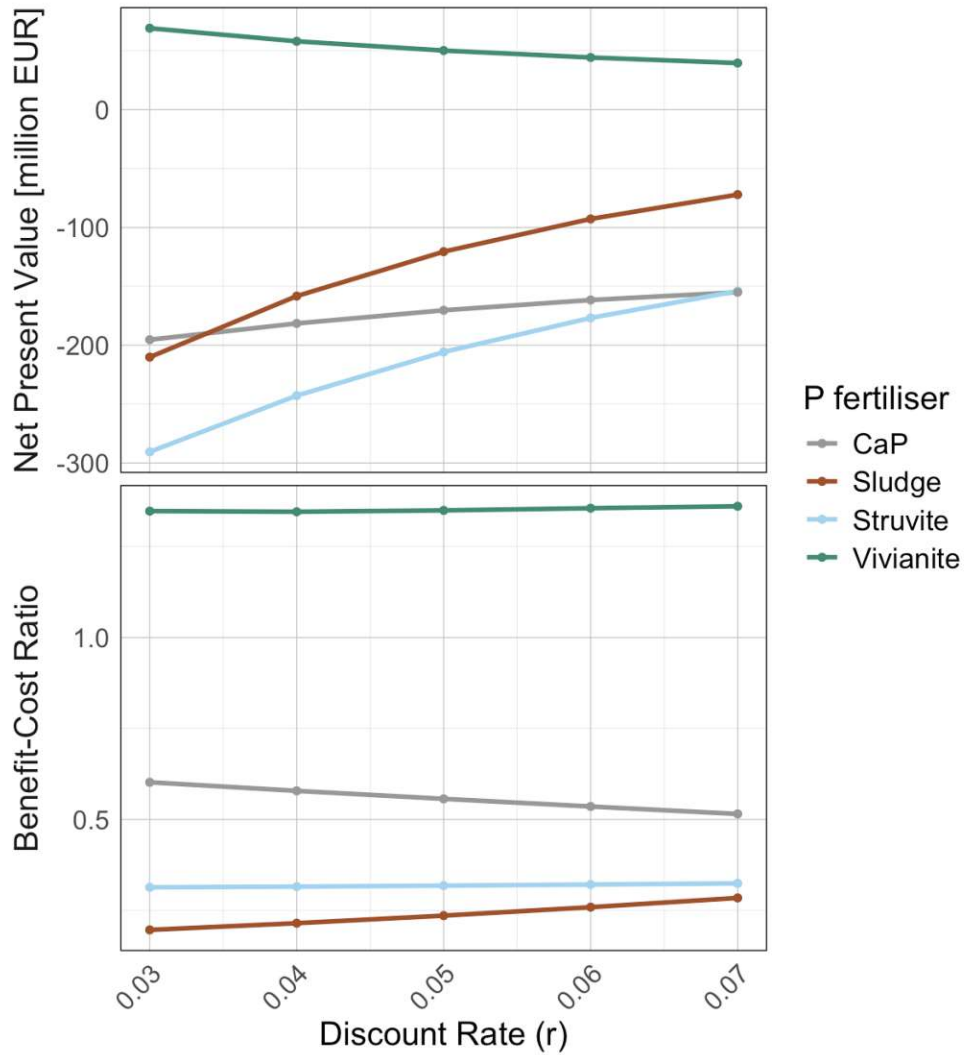 Net Present Value [million EUR]
0
-100
-200
-300
Benefit-Cost Ratio
1.0
0.5
0.03
0.04
0.05
0.06
0.07
Discount Rate (r)
P fertiliser
CaP
Sludge
Struvite
Vivianite